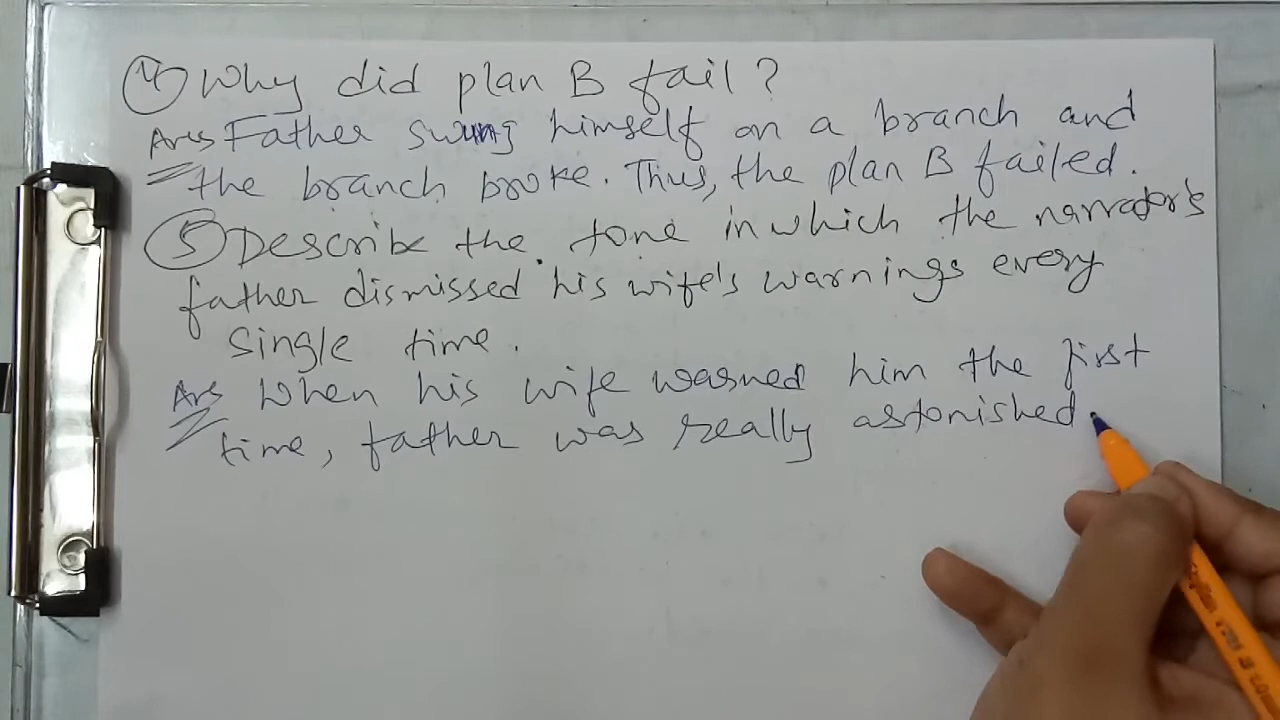 4) Why did plan B fail?
Ans Father swung himself on a branch and
the branch broke. Thus, the plan B failed.
5) Describe the tone in which the narrator's
father dismissed his wife's warnings every
single time.
Ans When his wife warned him the first
time, father was really astonished